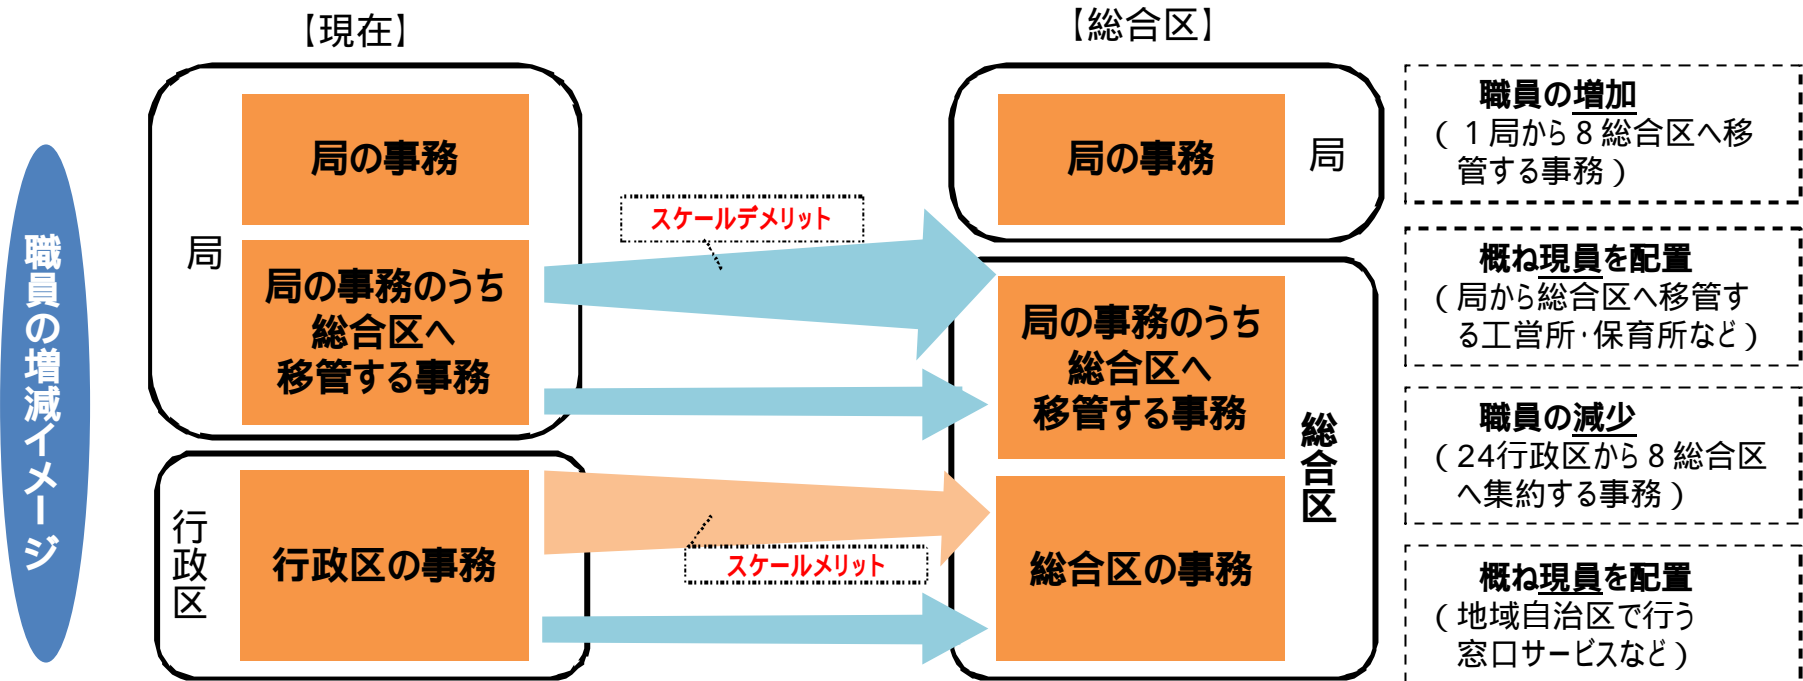 【現在】
【総合区】
職員の増減イメージ
局
局の事務
局の事務のうち
総合区へ
移管する事務
行政区
行政区の事務
スケールデメリット
スケールメリット
局の事務
局
局の事務のうち
総合区へ
移管する事務
総合区の事務
総合区
職員の増加
（１局から８総合区へ移
管する事務）
概ね現員を配置
（局から総合区へ移管す
る工営所・保育所など）
職員の減少
（24行政区から８総合区
へ集約する事務）
概ね現員を配置
（地域自治区で行う
窓口サービスなど）